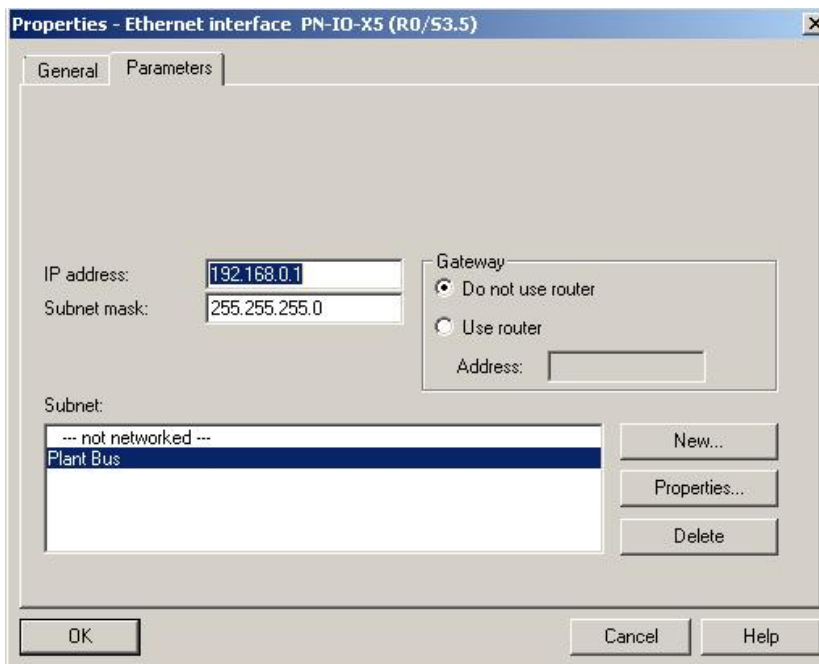 Properties - Ethernet interface PN-IO-X5 (R0/S3.5)
General
Parameters
IP address:
192.168.0.1
Subnet mask:
255.255.255.0
Gateway
Do not use router
Use router
Address:
Subnet:
--- not networked ---
Plant Bus
New...
Properties...
Delete
OK
Cancel
Help